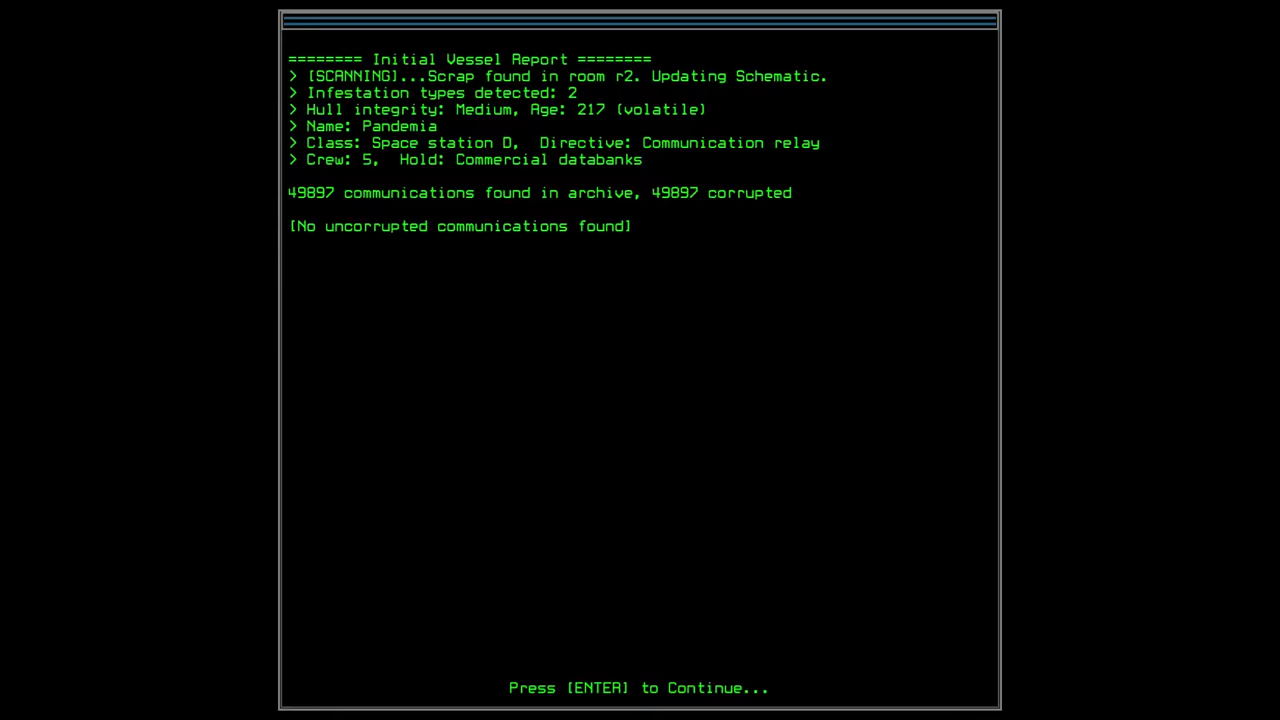 ======== Initial Vessel Report ========
> [SCANNING]...Scrap found in room r2. Updating Schematic.
> Infestation types detected: 2
> Hull integrity: Medium, Age: 217 (volatile)
> Name: Pandemia
> Class: Space station D,  Directive: Communication relay
> Crew: 5,  Hold: Commercial databanks
49897 communications found in archive, 49897 corrupted
[No uncorrupted communications found]
Press [ENTER] to Continue...